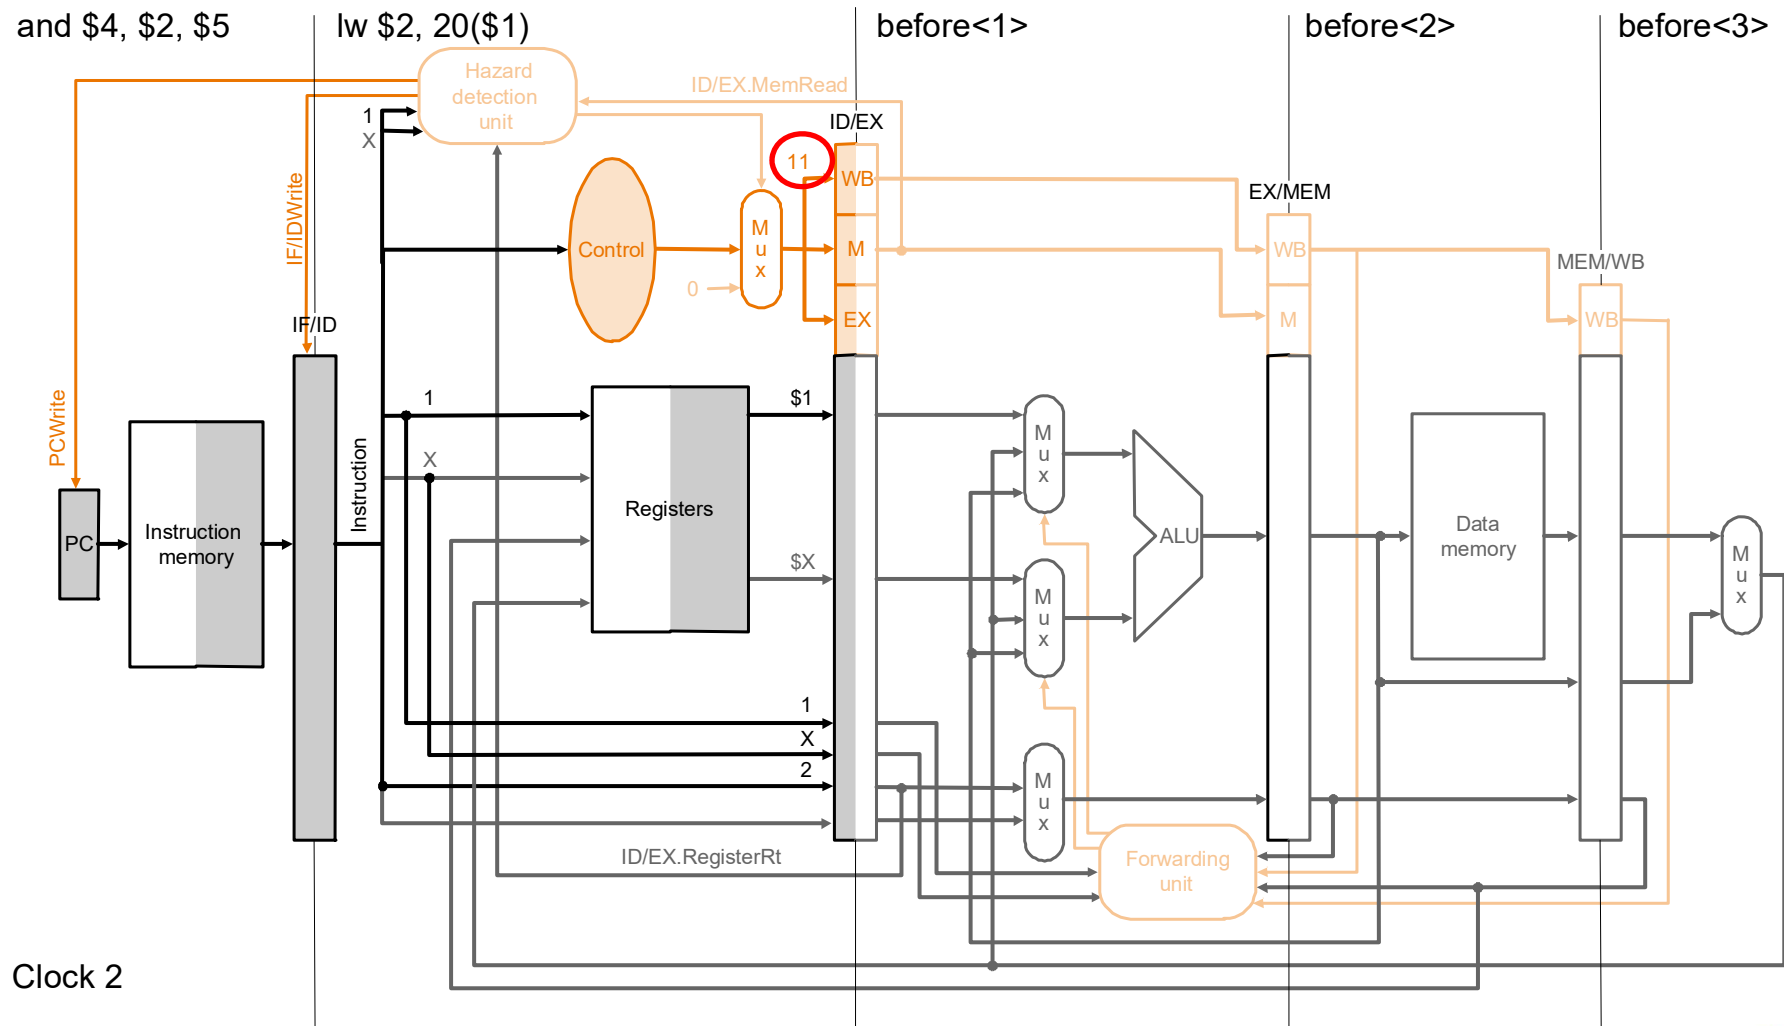 and $4, $2, $5
lw $2, 20($1)
before<1>
before<2>
before<3>
Hazard
detection
unit
ID/EX.MemRead
1
X
ID/EX
11
WB
M
EX
Control
M
u
x
0
IF/IDWrite
PCWrite
IF/ID
EX/MEM
WB
M
MEM/WB
WB
PC
Instruction
memory
Instruction
1
X
Registers
$1
$X
M
u
x
M
u
x
ALU
Data
memory
M
u
x
1
X
2
M
u
x
ID/EX.RegisterRt
Forwarding
unit
Clock 2